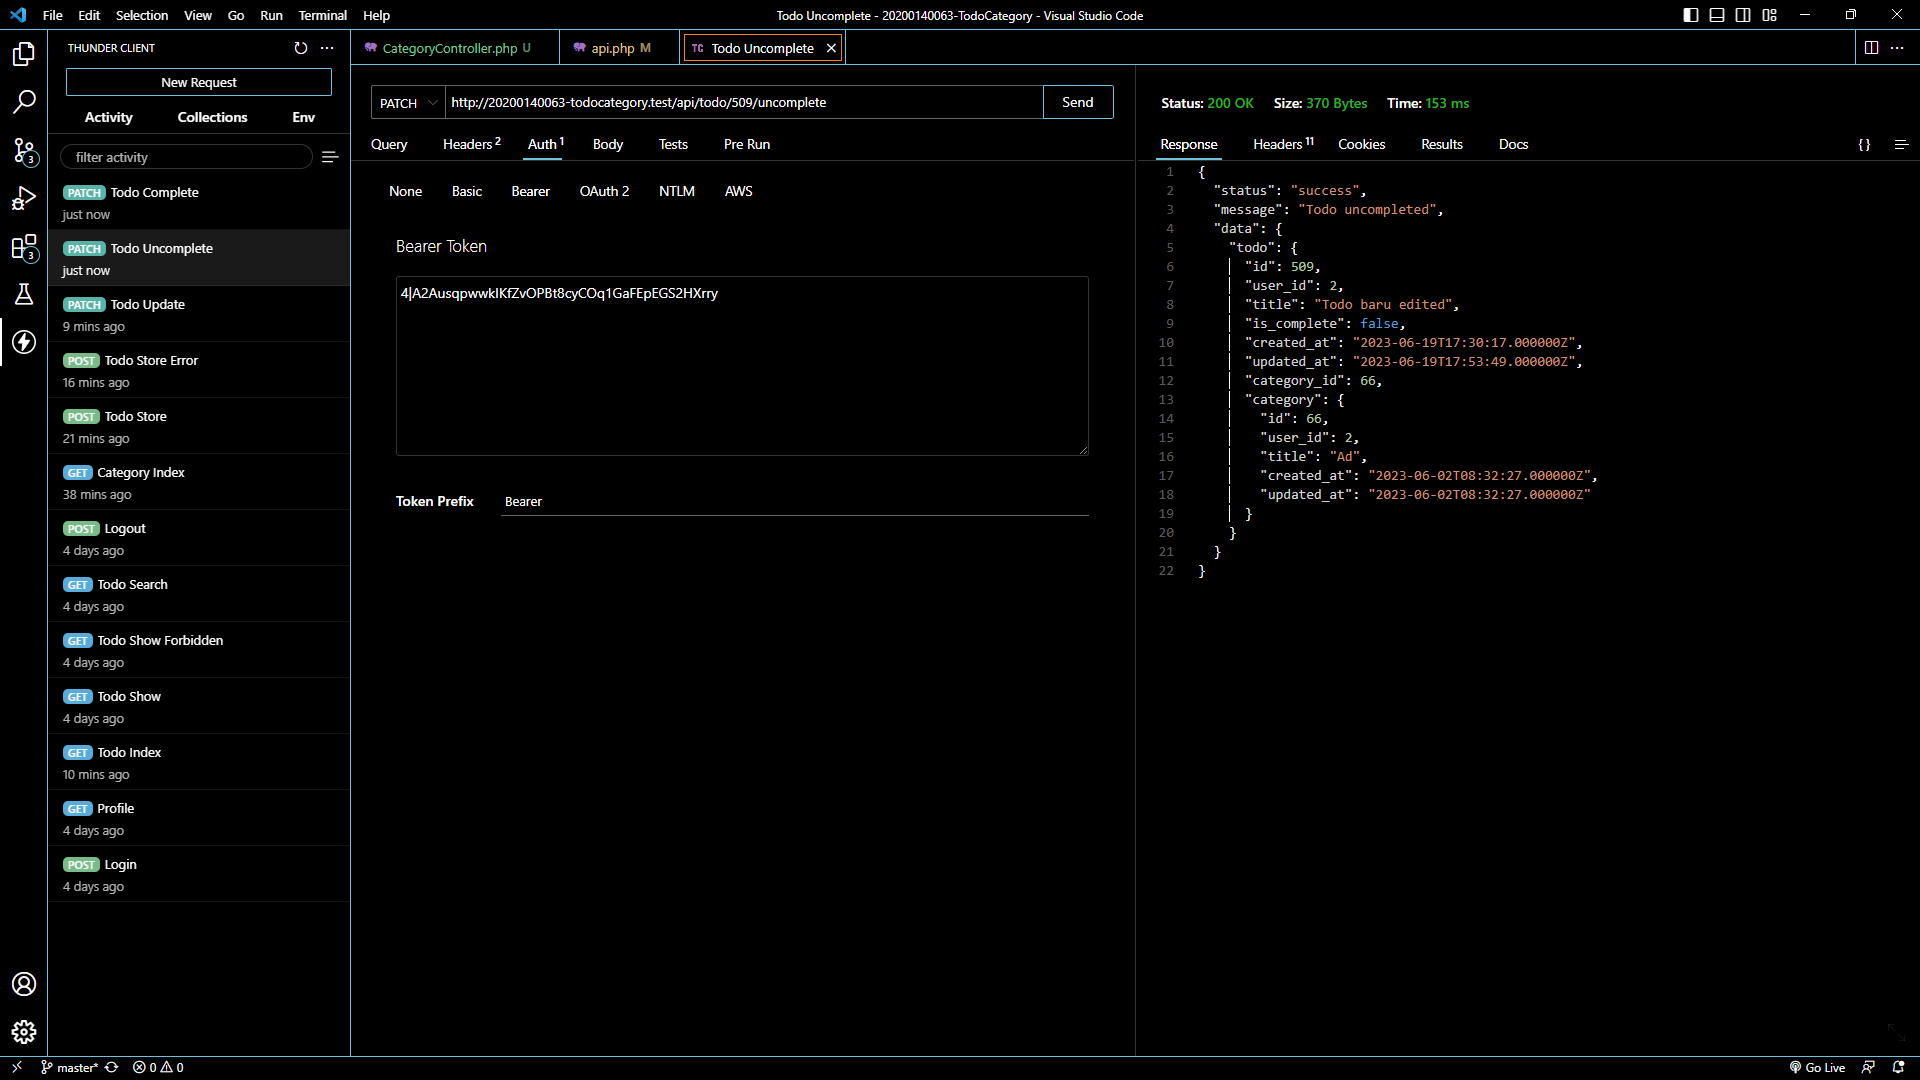 File Edit Selection View Go Run Terminal Help
Todo Uncomplete - 20200140063-TodoCategory - Visual Studio Code
THUNDER CLIENT
New Request
Activity Collections Env
filter activity
PATCH Todo Complete
just now
PATCH Todo Uncomplete
just now
PATCH Todo Update
9 mins ago
POST Todo Store Error
16 mins ago
POST Todo Store
21 mins ago
GET Category Index
38 mins ago
POST Logout
4 days ago
GET Todo Search
4 days ago
GET Todo Show Forbidden
4 days ago
GET Todo Show
4 days ago
GET Todo Index
10 mins ago
GET Profile
4 days ago
POST Login
4 days ago
3
3
CategoryController.php U
api.php M
TC Todo Uncomplete
PATCH http://20200140063-todocategory.test/api/todo/509/uncomplete Send
Query Headers 2 Auth 1 Body Tests Pre Run
None Basic Bearer OAuth 2 NTLM AWS
Bearer Token
4|A2AusqpwwkIKfZvOPBt8cyCOq1GaFEpEGS2HXrry
Token Prefix Bearer
Status: 200 OK Size: 370 Bytes Time: 153 ms
Response Headers 11 Cookies Results Docs {}
1 {
2 "status": "success",
3 "message": "Todo uncompleted",
4 "data": {
5 "todo": {
6 "id": 509,
7 "user_id": 2,
8 "title": "Todo baru edited",
9 "is_complete": false,
10 "created_at": "2023-06-19T17:30:17.000000Z",
11 "updated_at": "2023-06-19T17:53:49.000000Z",
12 "category_id": 66,
13 "category": {
14 "id": 66,
15 "user_id": 2,
16 "title": "Ad",
17 "created_at": "2023-06-02T08:32:27.000000Z",
18 "updated_at": "2023-06-02T08:32:27.000000Z"
19 }
20 }
21 }
22 }
master* 0 0 Go Live